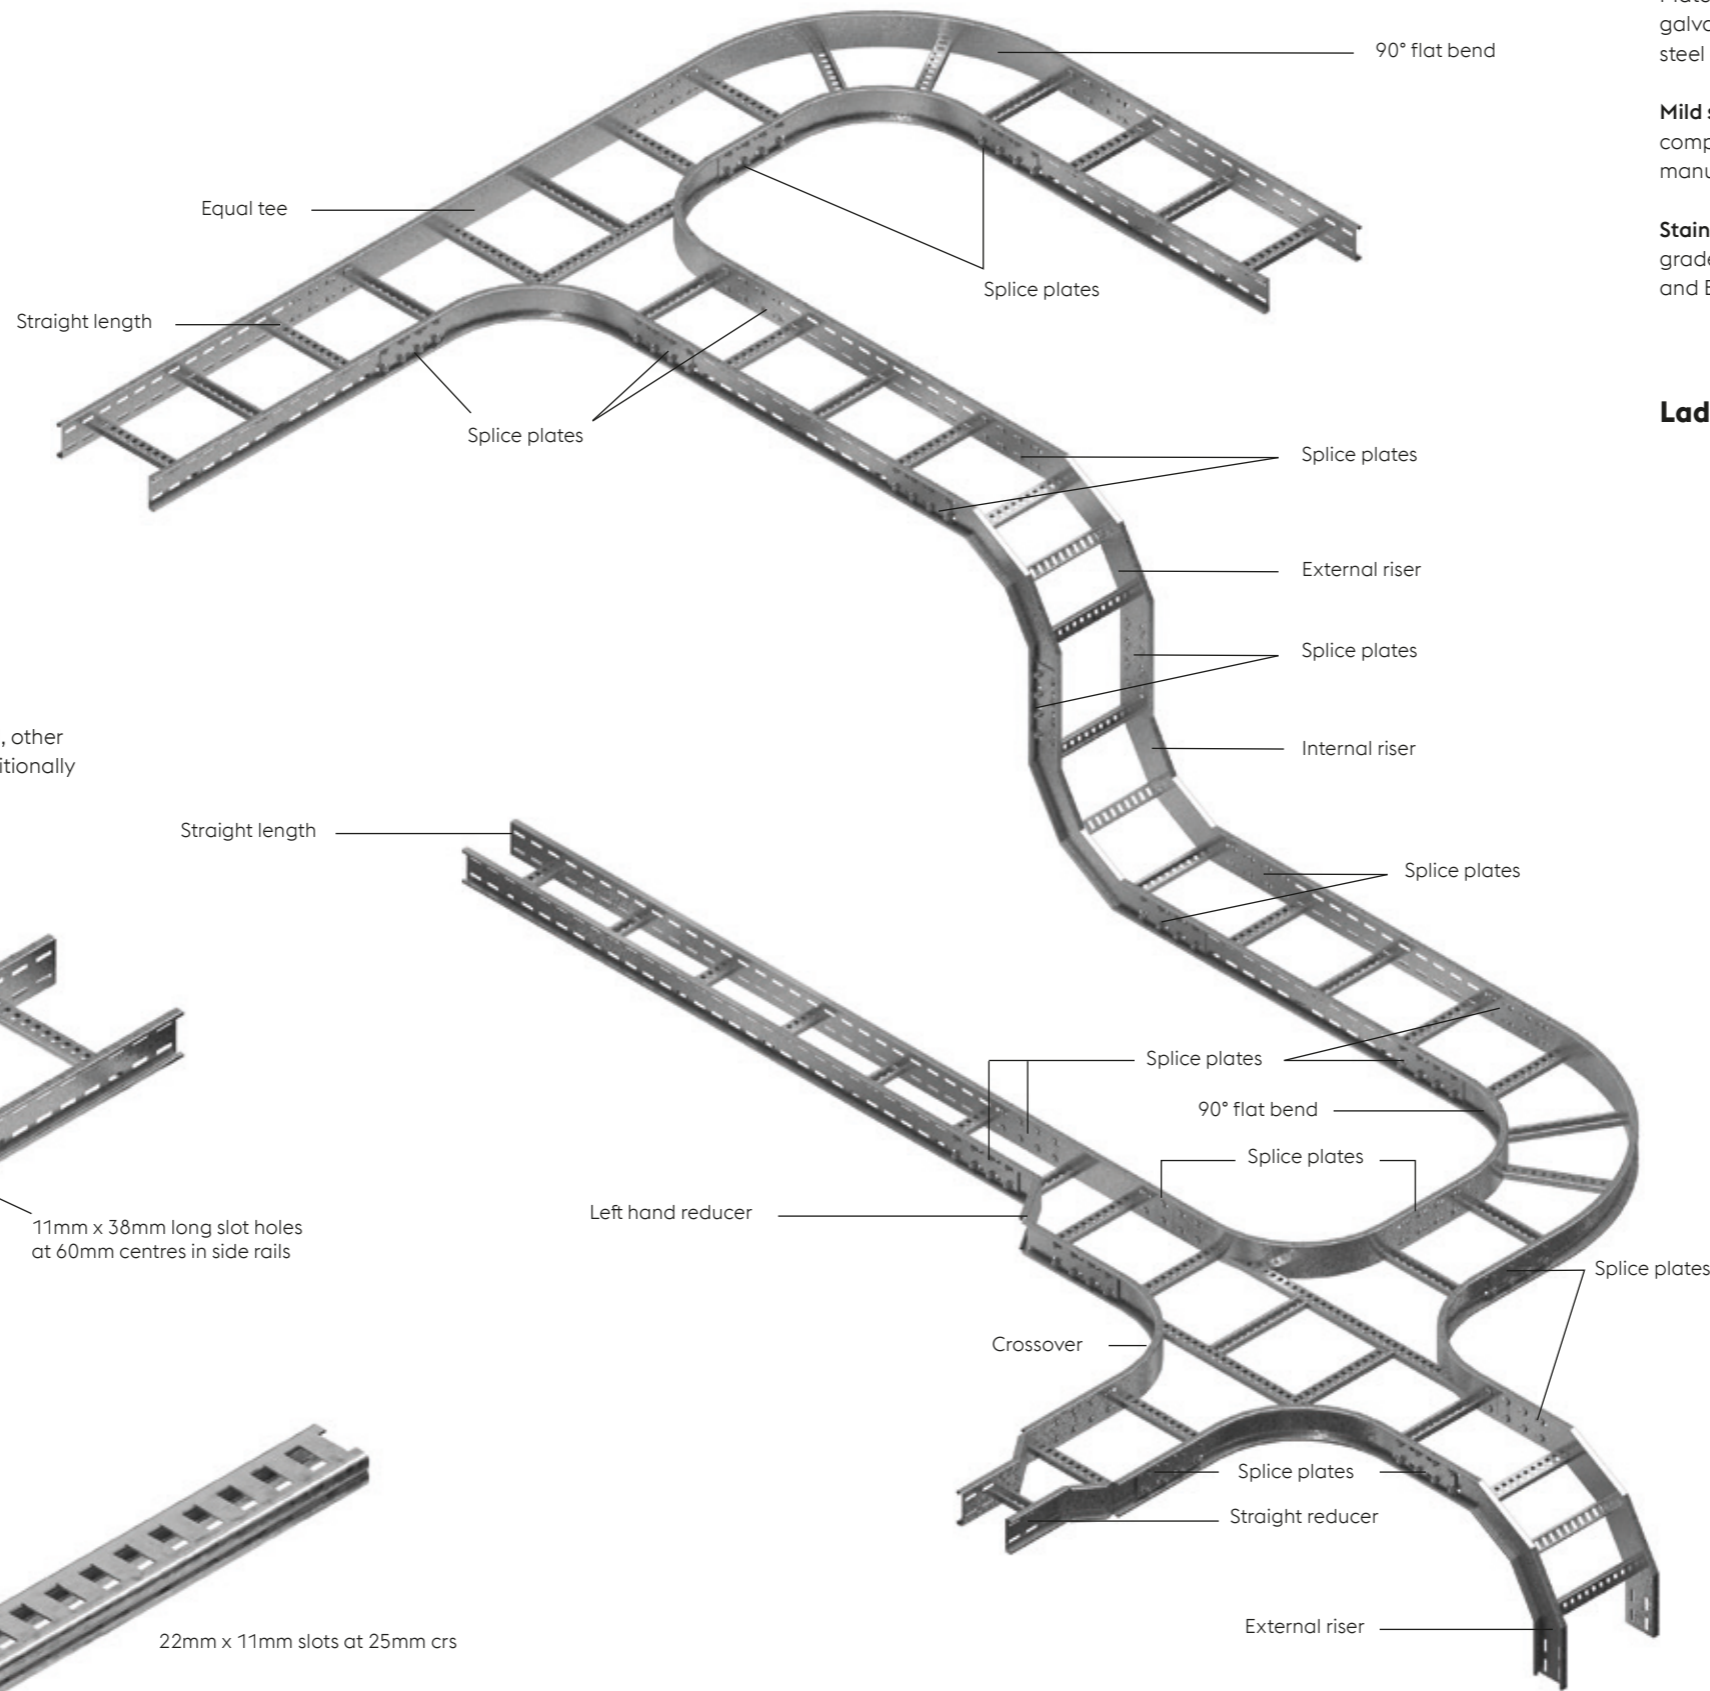 steel
Mild
comp
manu
Stain
grade
and
90° flat bend
Equal tee
Splice plates
Straight length
Splice plates
Splice plates
External riser
Splice plates
Internal riser
, other
itionally
Straight length
Splice plates
Splice plates
90° flat bend
Splice plates
Left hand reducer
11mm x 38mm long slot holes
at 60mm centres in side rails
Splice plates
Crossover
Splice plates
Straight reducer
External riser
22mm x 11mm slots at 25mm crs
galva
Lad